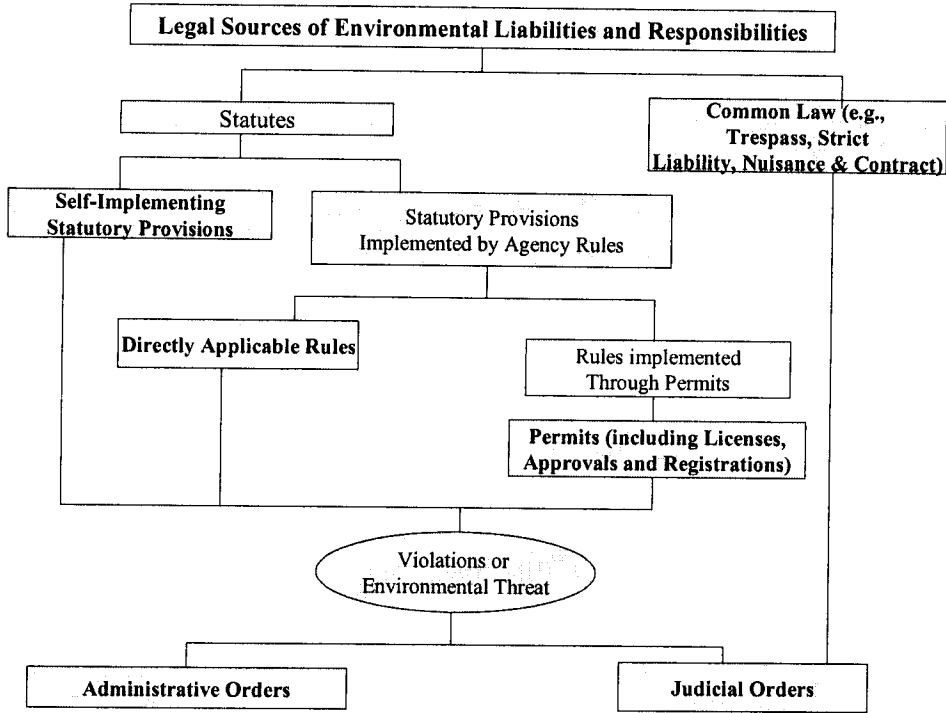 Legal Sources of Environmental Liabilities and Responsibilities
Statutes
Common Law (e.g.,
Trespass, Strict
Liability, Nuisance & Contract)
Self-Implementing
Statutory Provisions
Statutory Provisions
Implemented by Agency Rules
Directly Applicable Rules
Rules implemented
Through Permits
Permits (including Licenses,
Approvals and Registrations)
Violations or
Environmental Threat
Administrative Orders
Judicial Orders